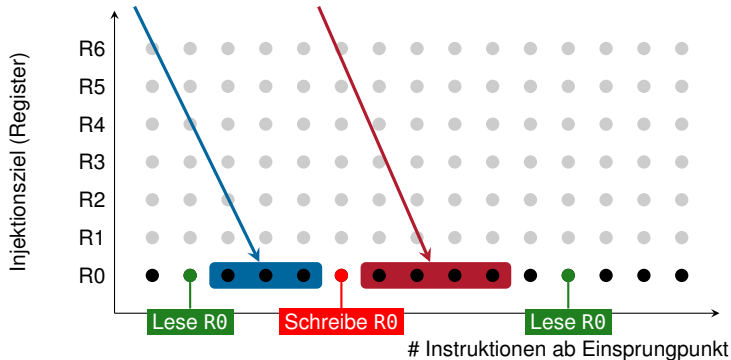 Injektionsziel (Register)
R6
R5
R4
R3
R2
R1
R0
Lese R0
Schreibe R0
Lese R0
# Instruktionen ab Einsprungpunkt